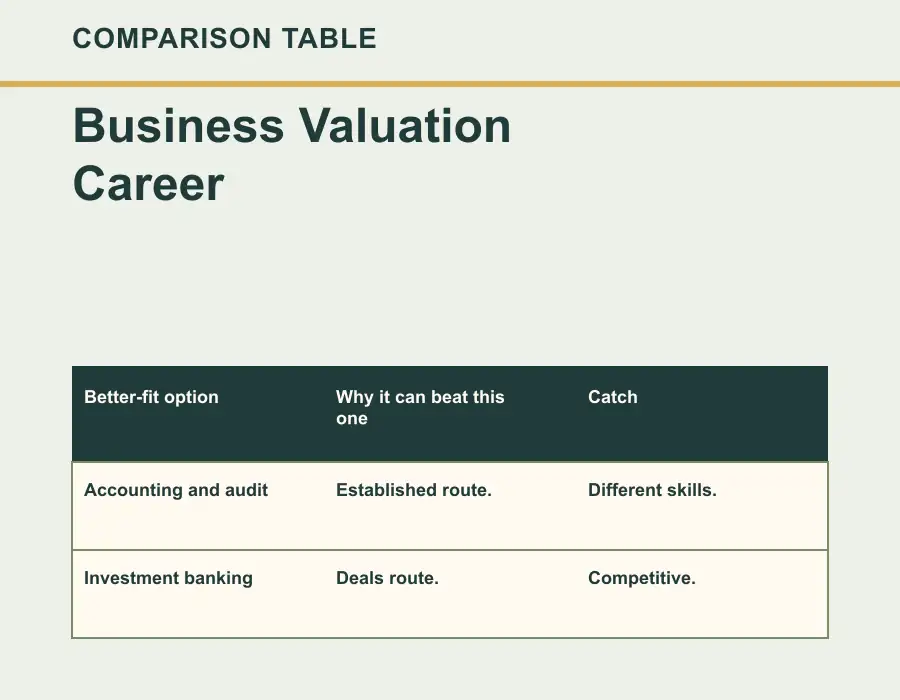 COMPARISON TABLE
Business Valuation
Career
Better-fit option
Why it can beat this
one
Catch
Accounting and audit
Established route.
Different skills.
Investment banking
Deals route.
Competitive.